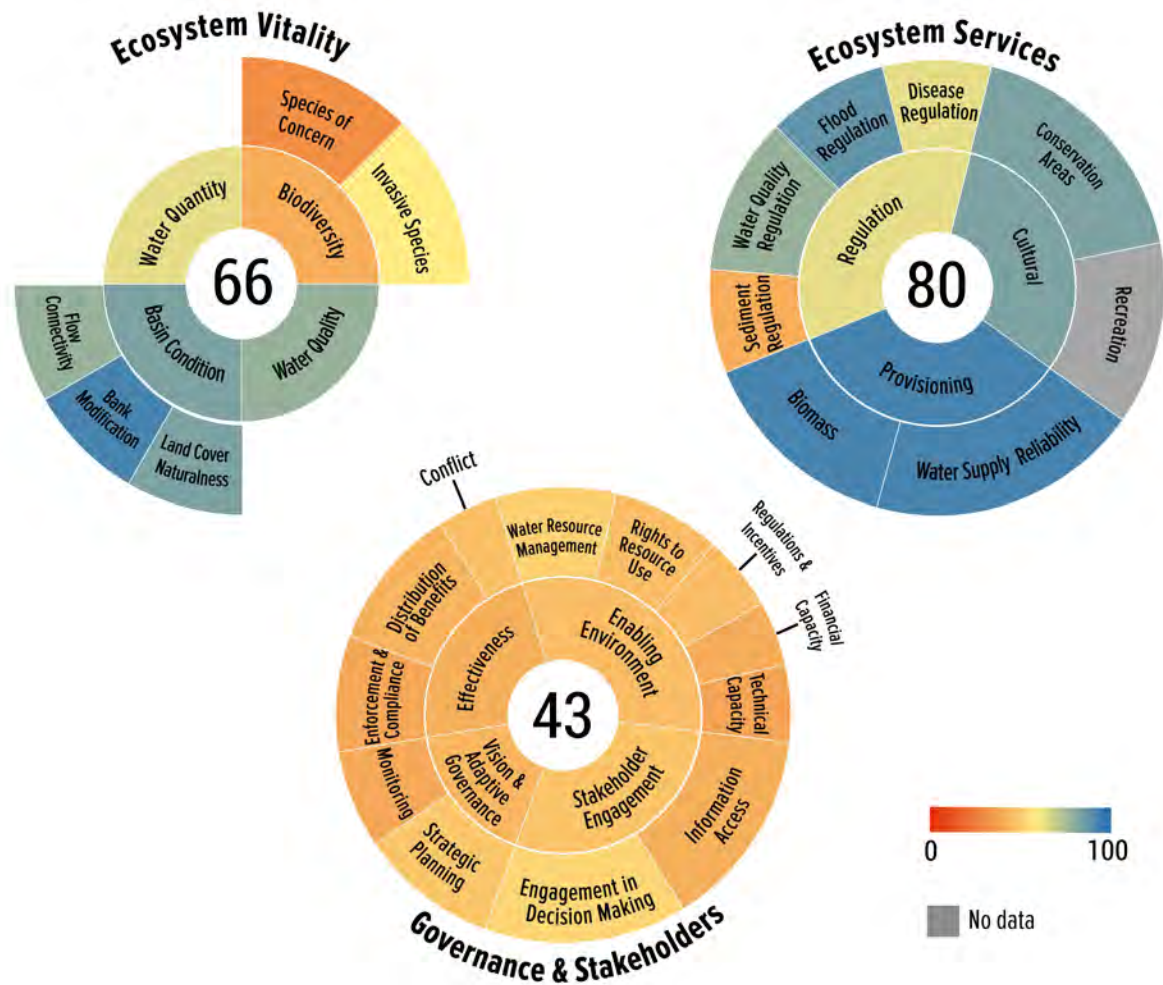 Ecosystem Vitality
Species of
Concern
Invasive Species
Biodiversity
Water Quantity
66
Basin Condition
Water Quality
Flow
Connectivity
Bank
Modification
Land Cover
Naturalness
Ecosystem Services
Disease
Regulation
Flood
Regulation
Water Quality
Regulation
Sediment
Regulation
Conservation
Areas
Recreation
Regulation
Cultural
80
Provisioning
Biomass
Water Supply Reliability
Conflict
Water Resource
Management
Rights to
Resource
Use
Regulations &
Incentives
Financial
Capacity
Technical
Capacity
Distribution
of Benefits
Enforcement &
Compliance
Monitoring
Strategic
Planning
Effectiveness
Enabling
Environment
43
Vision &
Adaptive
Governance
Stakeholder
Engagement
Information
Access
Engagement in
Decision Making
Governance & Stakeholders
0
100
No data